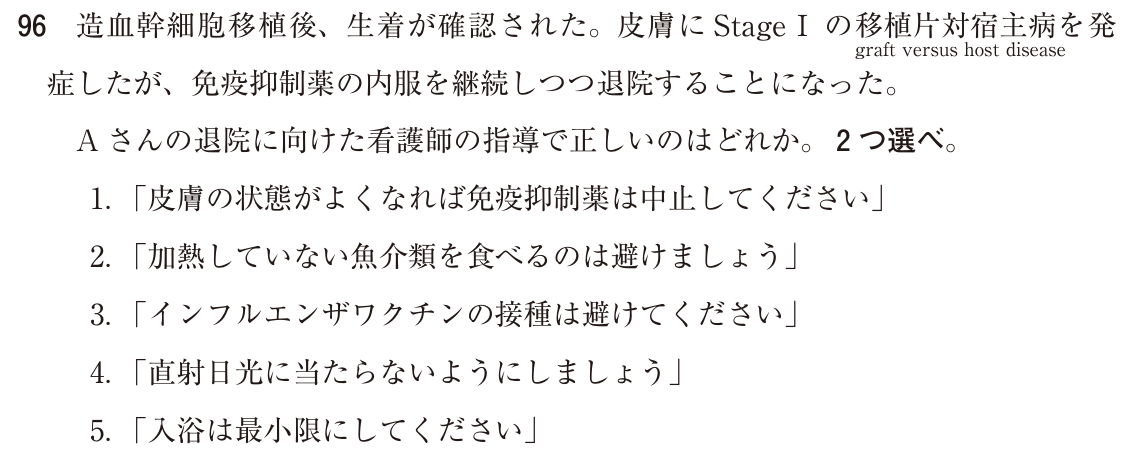 96 造血幹細胞移植後、生着が確認された。皮膚に Stage Ⅰ の移植片対宿主病を発
graft versus host disease
症したが、免疫抑制薬の内服を継続しつつ退院することになった。
A さんの退院に向けた看護師の指導で正しいのはどれか。2 つ選べ。
1. 「皮膚の状態がよくなれば免疫抑制薬は中止してください」
2. 「加熱していない魚介類を食べるのは避けましょう」
3. 「インフルエンザワクチンの接種は避けてください」
4. 「直射日光に当たらないようにしましょう」
5. 「入浴は最小限にしてください」